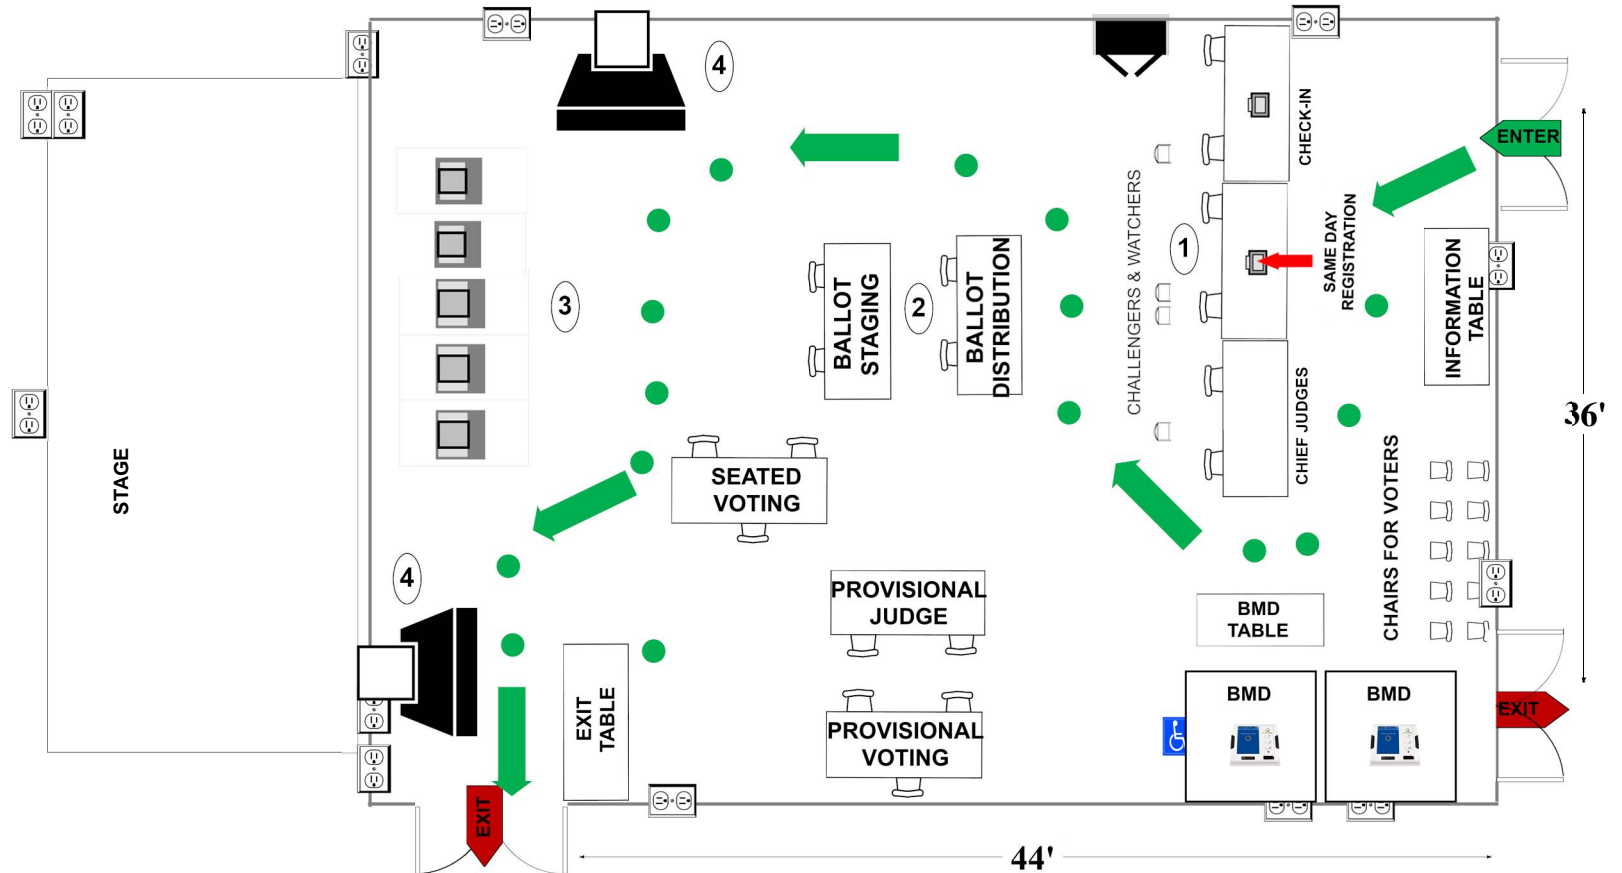 4
ENTER
CHECK-IN
CHALLENGERS & WATCHERS
1
SAME DAY
REGISTRATION
INFORMATION
TABLE
BALLOT
STAGING
2
BALLOT
DISTRIBUTION
3
36'
CHIEF JUDGES
STAGE
SEATED
VOTING
CHAIRS FOR VOTERS
4
PROVISIONAL
JUDGE
BMD
TABLE
EXIT
TABLE
PROVISIONAL
VOTING
BMD
BMD
EXIT
EXIT
44'